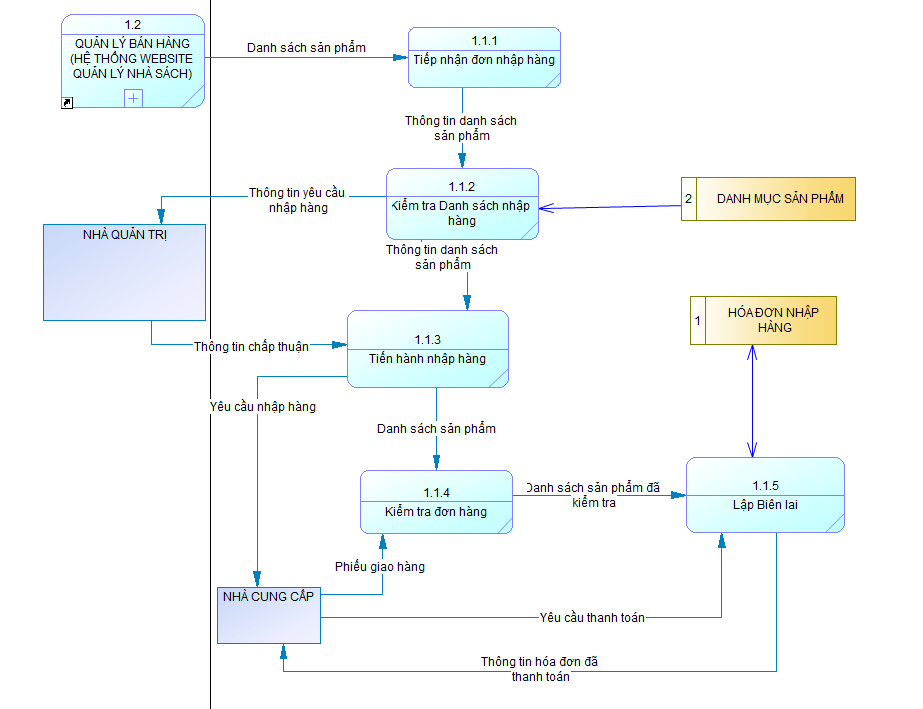 1.2
QUẢN LÝ BÁN HÀNG
(HỆ THỐNG WEBSITE
QUẢN LÝ NHÀ SÁCH)
Danh sách sản phẩm
1.1.1
Tiếp nhận đơn nhập hàng
Thông tin danh sách
sản phẩm
1.1.2
Kiểm tra Danh sách nhập
hàng
Thông tin yêu cầu
nhập hàng
2
DANH MỤC SẢN PHẨM
NHÀ QUẢN TRỊ
Thông tin danh sách
sản phẩm
1
HÓA ĐƠN NHẬP
HÀNG
1.1.3
Tiến hành nhập hàng
Thông tin chấp thuận
Yêu cầu nhập hàng
Danh sách sản phẩm
1.1.4
Kiểm tra đơn hàng
Danh sách sản phẩm đã
kiểm tra
1.1.5
Lập Biên lai
Phiếu giao hàng
NHÀ CUNG CẤP
Yêu cầu thanh toán
Thông tin hóa đơn đã
thanh toán